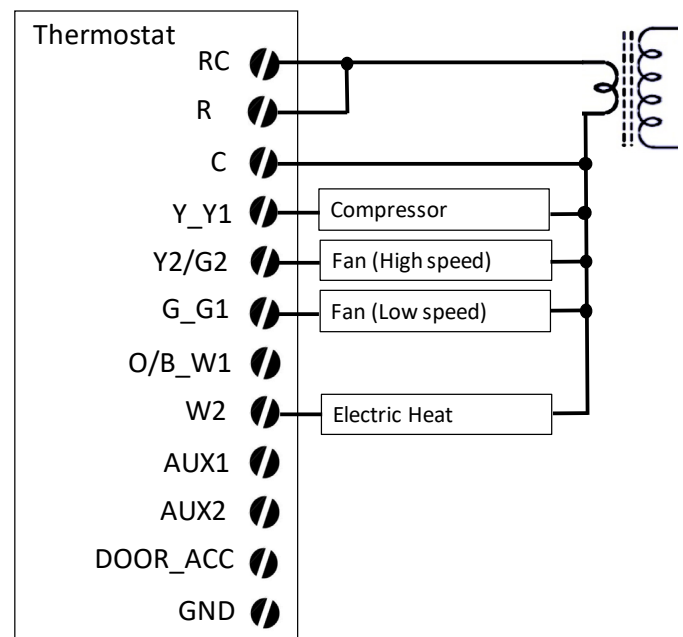 Thermostat
RC
R
C
Y_Y1
Compressor
Y2/G2
Fan (High speed)
G_G1
Fan (Low speed)
O/B_W1
W2
Electric Heat
AUX1
AUX2
DOOR_ACC
GND